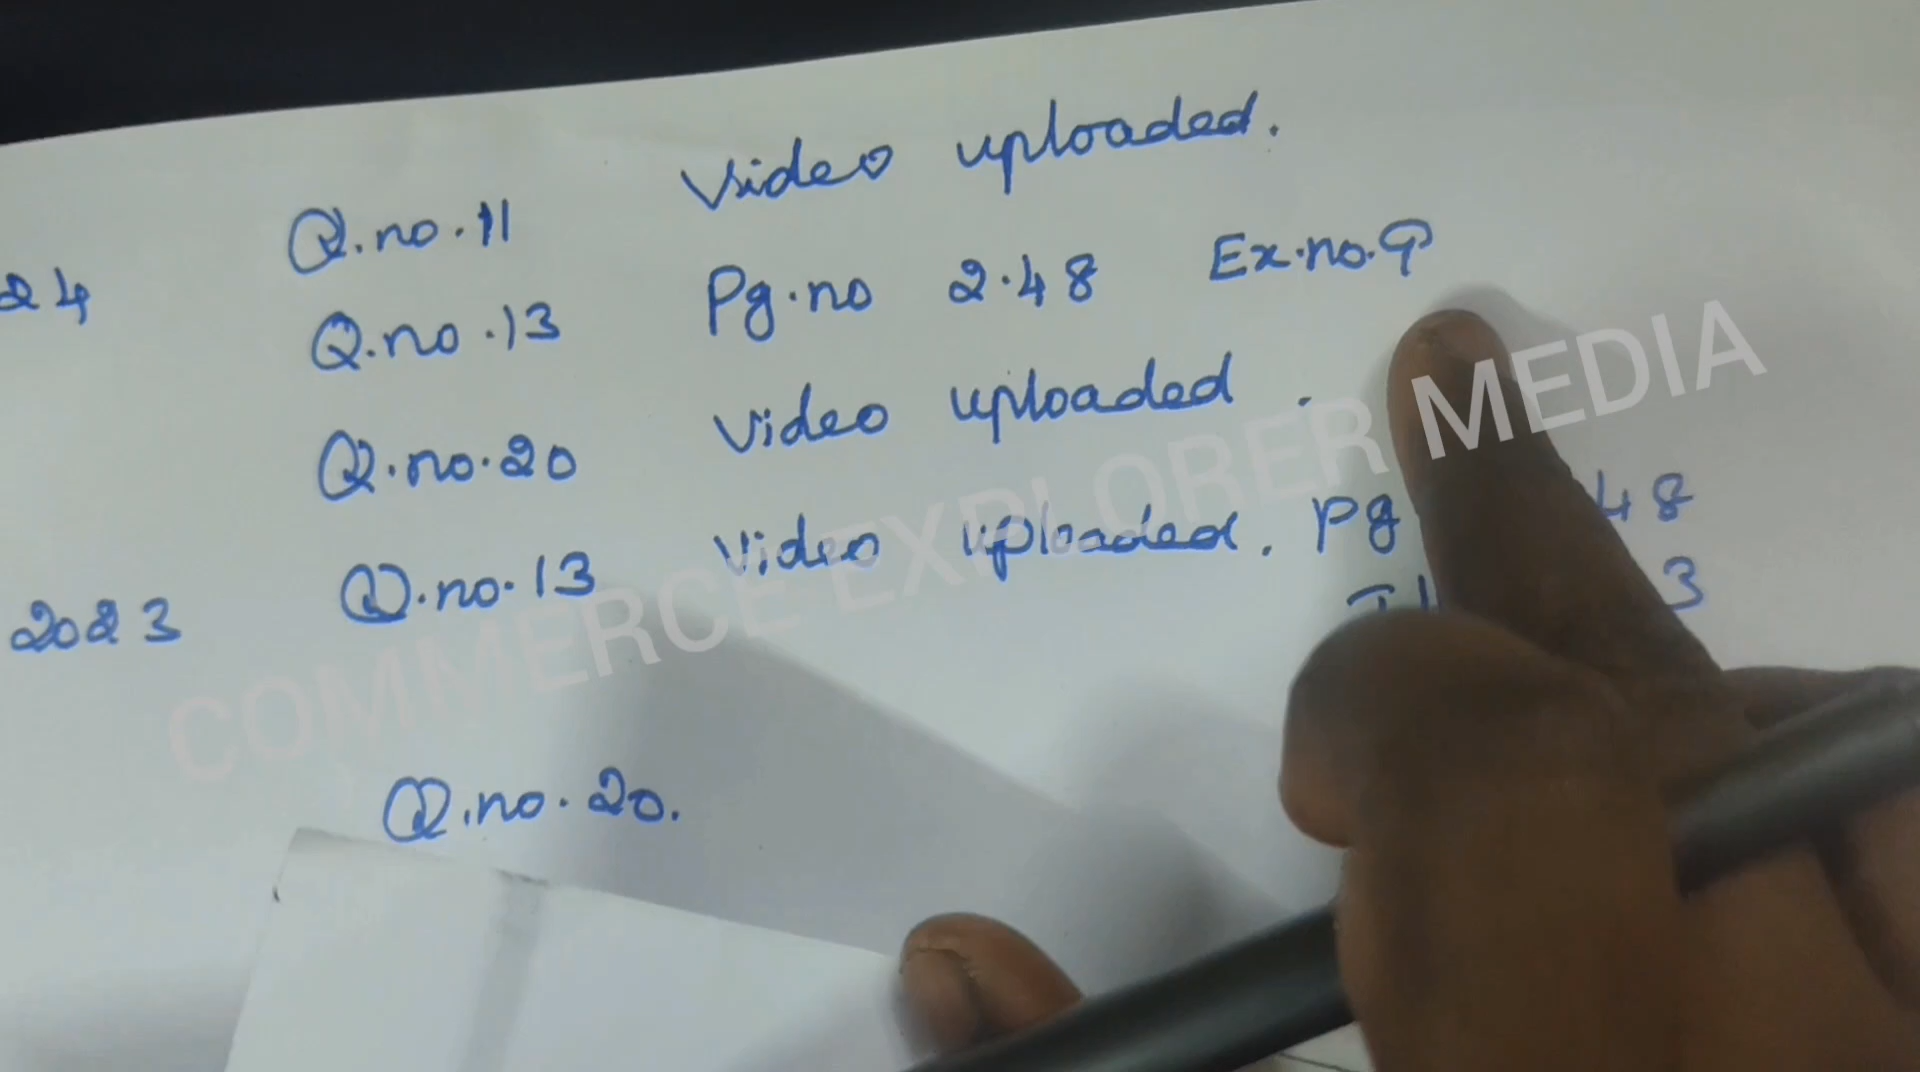 Q.no.11 Video uploaded.
24 Q.no.13 Pg.no 2.48 Ex.no.9
Q.no.20 Video uploaded.
2023 Q.no.13 Video uploaded. Pg 48
3
Q.no.20.
COMMERCE EXPLORER MEDIA